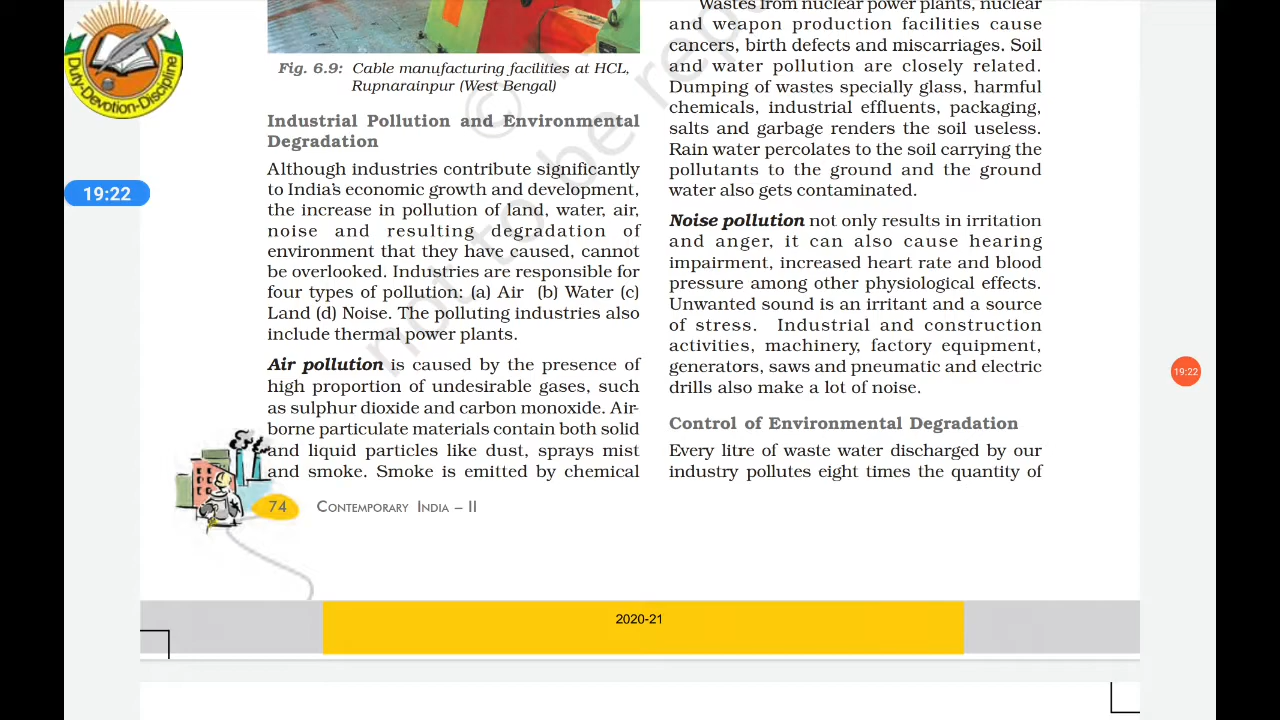 Duty-Devotion-Discipline
19:22
Fig. 6.9: Cable manufacturing facilities at HCL,
Rupnarainpur (West Bengal)
Industrial Pollution and Environmental
Degradation
Although industries contribute significantly
to India's economic growth and development,
the increase in pollution of land, water, air,
noise and resulting degradation of
environment that they have caused, cannot
be overlooked. Industries are responsible for
four types of pollution: (a) Air (b) Water (c)
Land (d) Noise. The polluting industries also
include thermal power plants.
Air pollution is caused by the presence of
high proportion of undesirable gases, such
as sulphur dioxide and carbon monoxide. Air-
borne particulate materials contain both solid
and liquid particles like dust, sprays mist
and smoke. Smoke is emitted by chemical
74 Contemporary India – II
Wastes from nuclear power plants, nuclear
and weapon production facilities cause
cancers, birth defects and miscarriages. Soil
and water pollution are closely related.
Dumping of wastes specially glass, harmful
chemicals, industrial effluents, packaging,
salts and garbage renders the soil useless.
Rain water percolates to the soil carrying the
pollutants to the ground and the ground
water also gets contaminated.
Noise pollution not only results in irritation
and anger, it can also cause hearing
impairment, increased heart rate and blood
pressure among other physiological effects.
Unwanted sound is an irritant and a source
of stress. Industrial and construction
activities, machinery, factory equipment,
generators, saws and pneumatic and electric
drills also make a lot of noise.
Control of Environmental Degradation
Every litre of waste water discharged by our
industry pollutes eight times the quantity of
19:22
2020-21
©
not to be